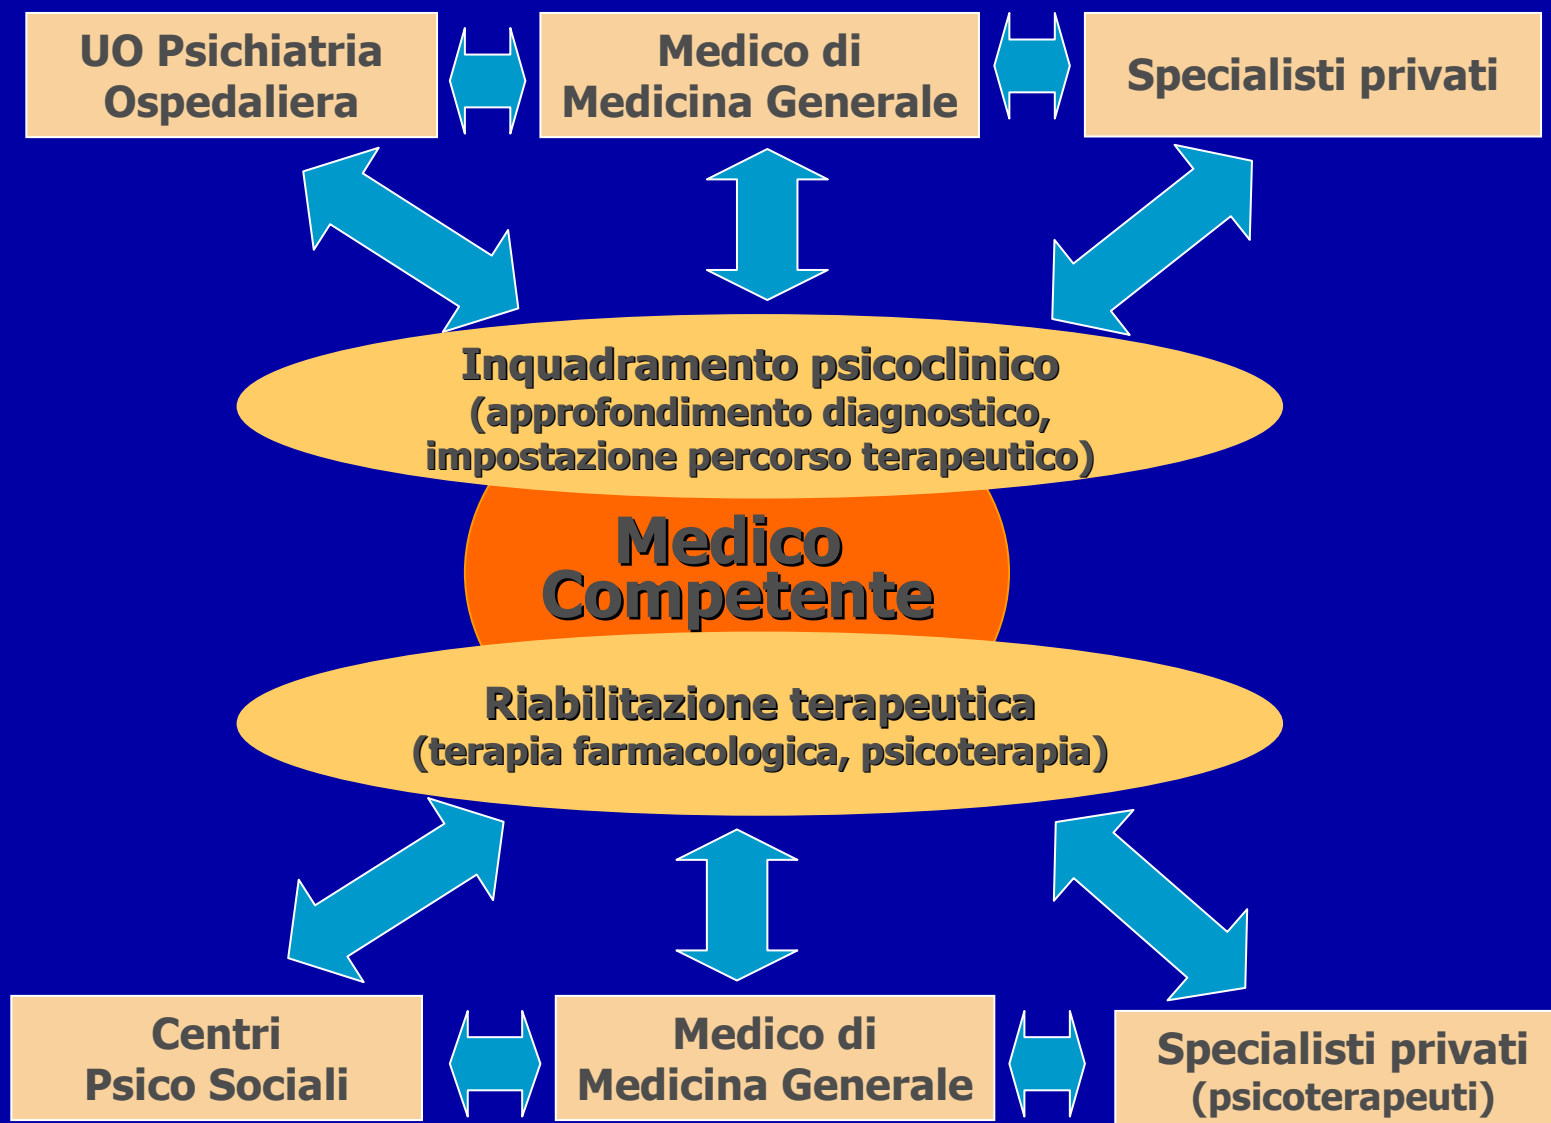 UO Psichiatria
Ospedaliera
Medico di
Medicina Generale
Specialisti privati
Inquadramento psicoclinico
(approfondimento diagnostico,
impostazione percorso terapeutico)
Medico
Competente
Riabilitazione terapeutica
(terapia farmacologica, psicoterapia)
Centri
Psico Sociali
Medico di
Medicina Generale
Specialisti privati
(psicoterapeuti)